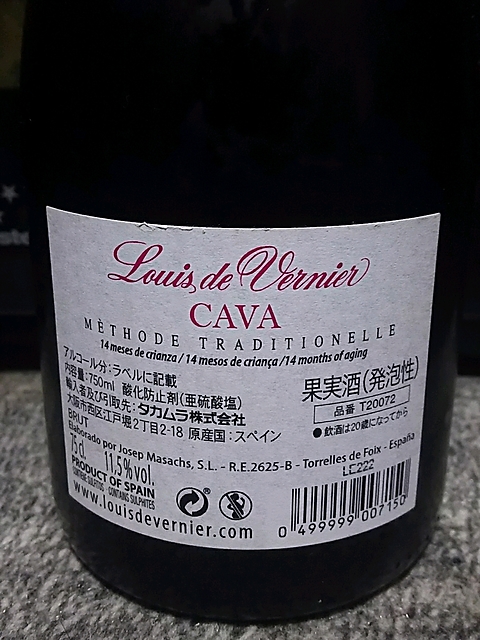 Louis de Vernier
CAVA
MÈTHODE TRADITIONELLE
14 meses de crianza / 14 mesos de criança / 14 months of aging
アルコール分：ラベルに記載
内容量：750ml 酸化防止剤(亜硫酸塩)
輸入者及び引取先：タカムラ株式会社
大阪市西区江戸堀2丁目2-18 原産国：スペイン
果実酒(発泡性)
品番 T20072
●飲酒は20歳になってから
BRUT
Elaborado por Josep Masachs, S.L. - R.E.2625-B - Torrelles de Foix - España
75cl. 11,5%vol.
LE222
PRODUCT OF SPAIN
CONTIENE SULFITOS : CONTAINS SULPHITES
www.louisdevernier.com
0 499999 007150